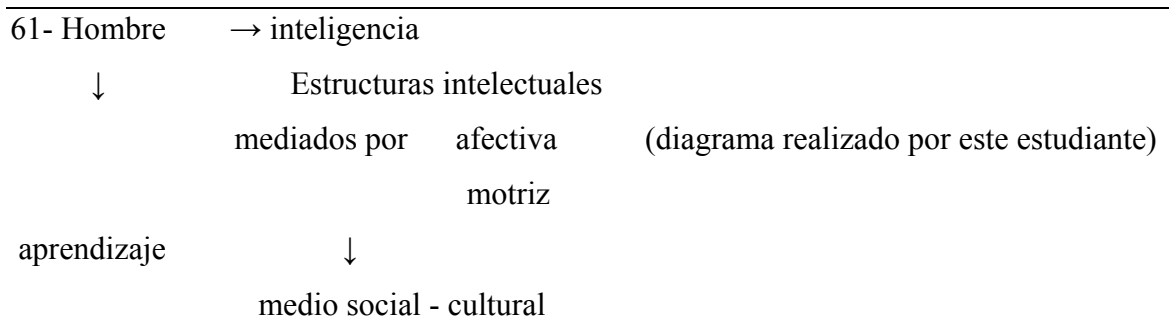 61- Hombre → inteligencia
↓ Estructuras intelectuales
mediados por afectiva (diagrama realizado por este estudiante)
motriz
aprendizaje ↓
medio social - cultural